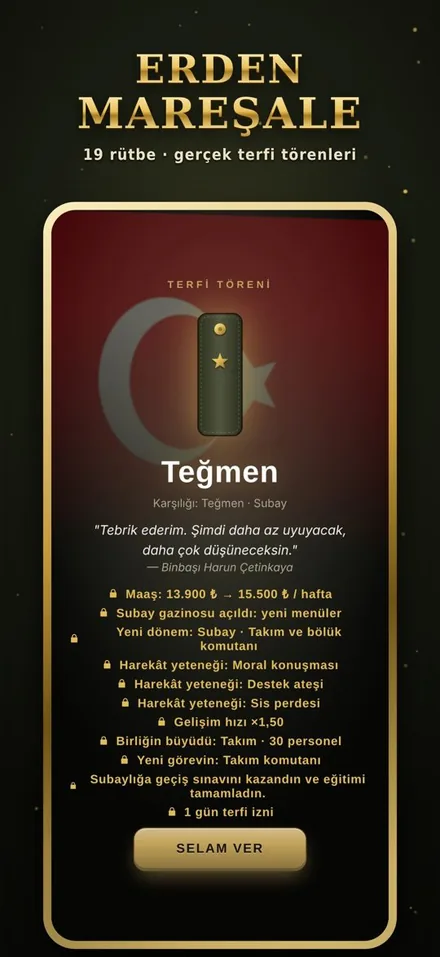 ERDEN
MAREŞALE
19 rütbe · gerçek terfi törenleri
TERFİ TÖRENİ
Teğmen
Karşılığı: Teğmen · Subay
"Tebrik ederim. Şimdi daha az uyuyacak,
daha çok düşüneceksin."
— Binbaşı Harun Çetinkaya
Maaş: 13.900 ₺ → 15.500 ₺ / hafta
Subay gazinosu açıldı: yeni menüler
Yeni dönem: Subay · Takım ve bölük
komutanı
Harekât yeteneği: Moral konuşması
Harekât yeteneği: Destek ateşi
Harekât yeteneği: Sis perdesi
Gelişim hızı ×1,50
Birliğin büyüdü: Takım · 30 personel
Yeni görevin: Takım komutanı
Subaylığa geçiş sınavını kazandın ve eğitimi
tamamladın.
1 gün terfi izni
SELAM VER